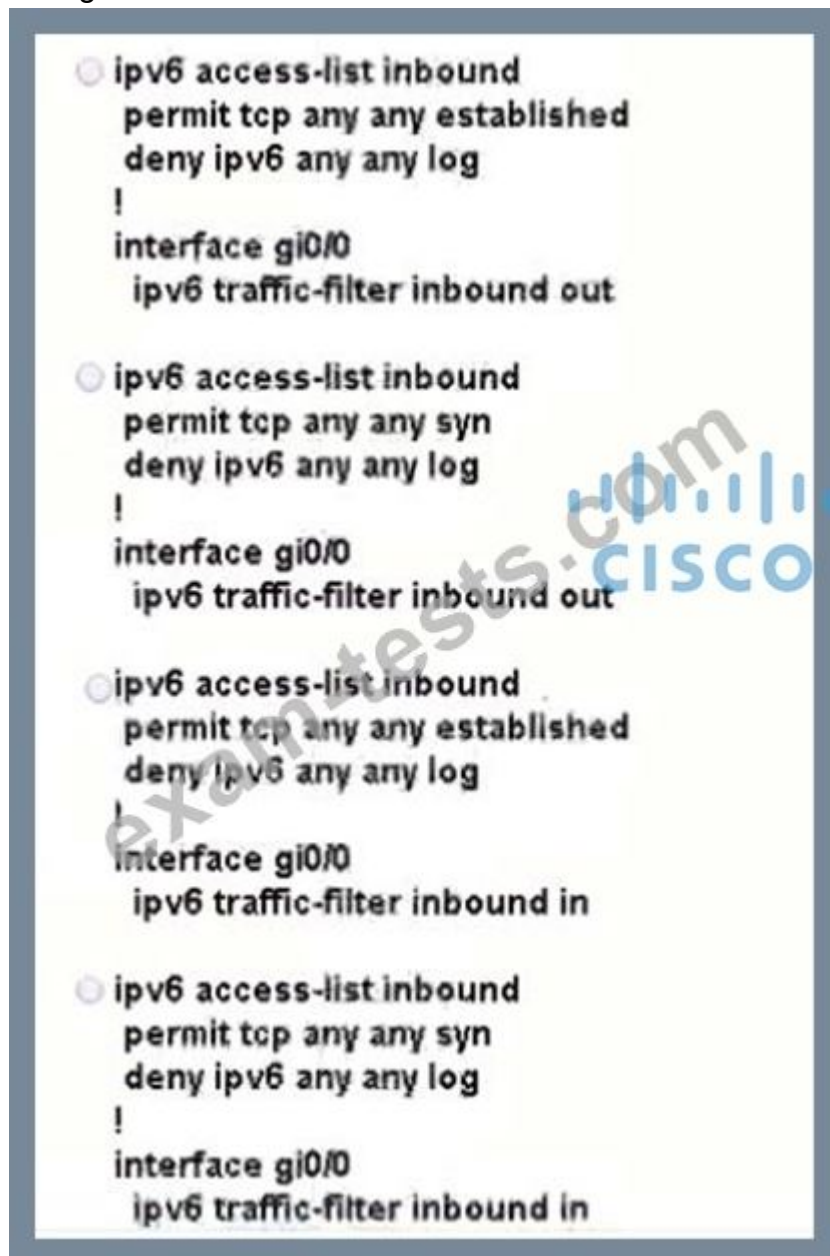 ipv6 access-list inbound
permit tcp any any established
deny ipv6 any any log
!
interface gi0/0
ipv6 traffic-filter inbound out
ipv6 access-list inbound
permit tcp any any syn
deny ipv6 any any log
!
interface gi0/0
ipv6 traffic-filter inbound out
ipv6 access-list inbound
permit tcp any any established
deny ipv6 any any log
!
interface gi0/0
ipv6 traffic-filter inbound in
ipv6 access-list inbound
permit tcp any any syn
deny ipv6 any any log
!
interface gi0/0
ipv6 traffic-filter inbound in
exam-tests.com
CISCO